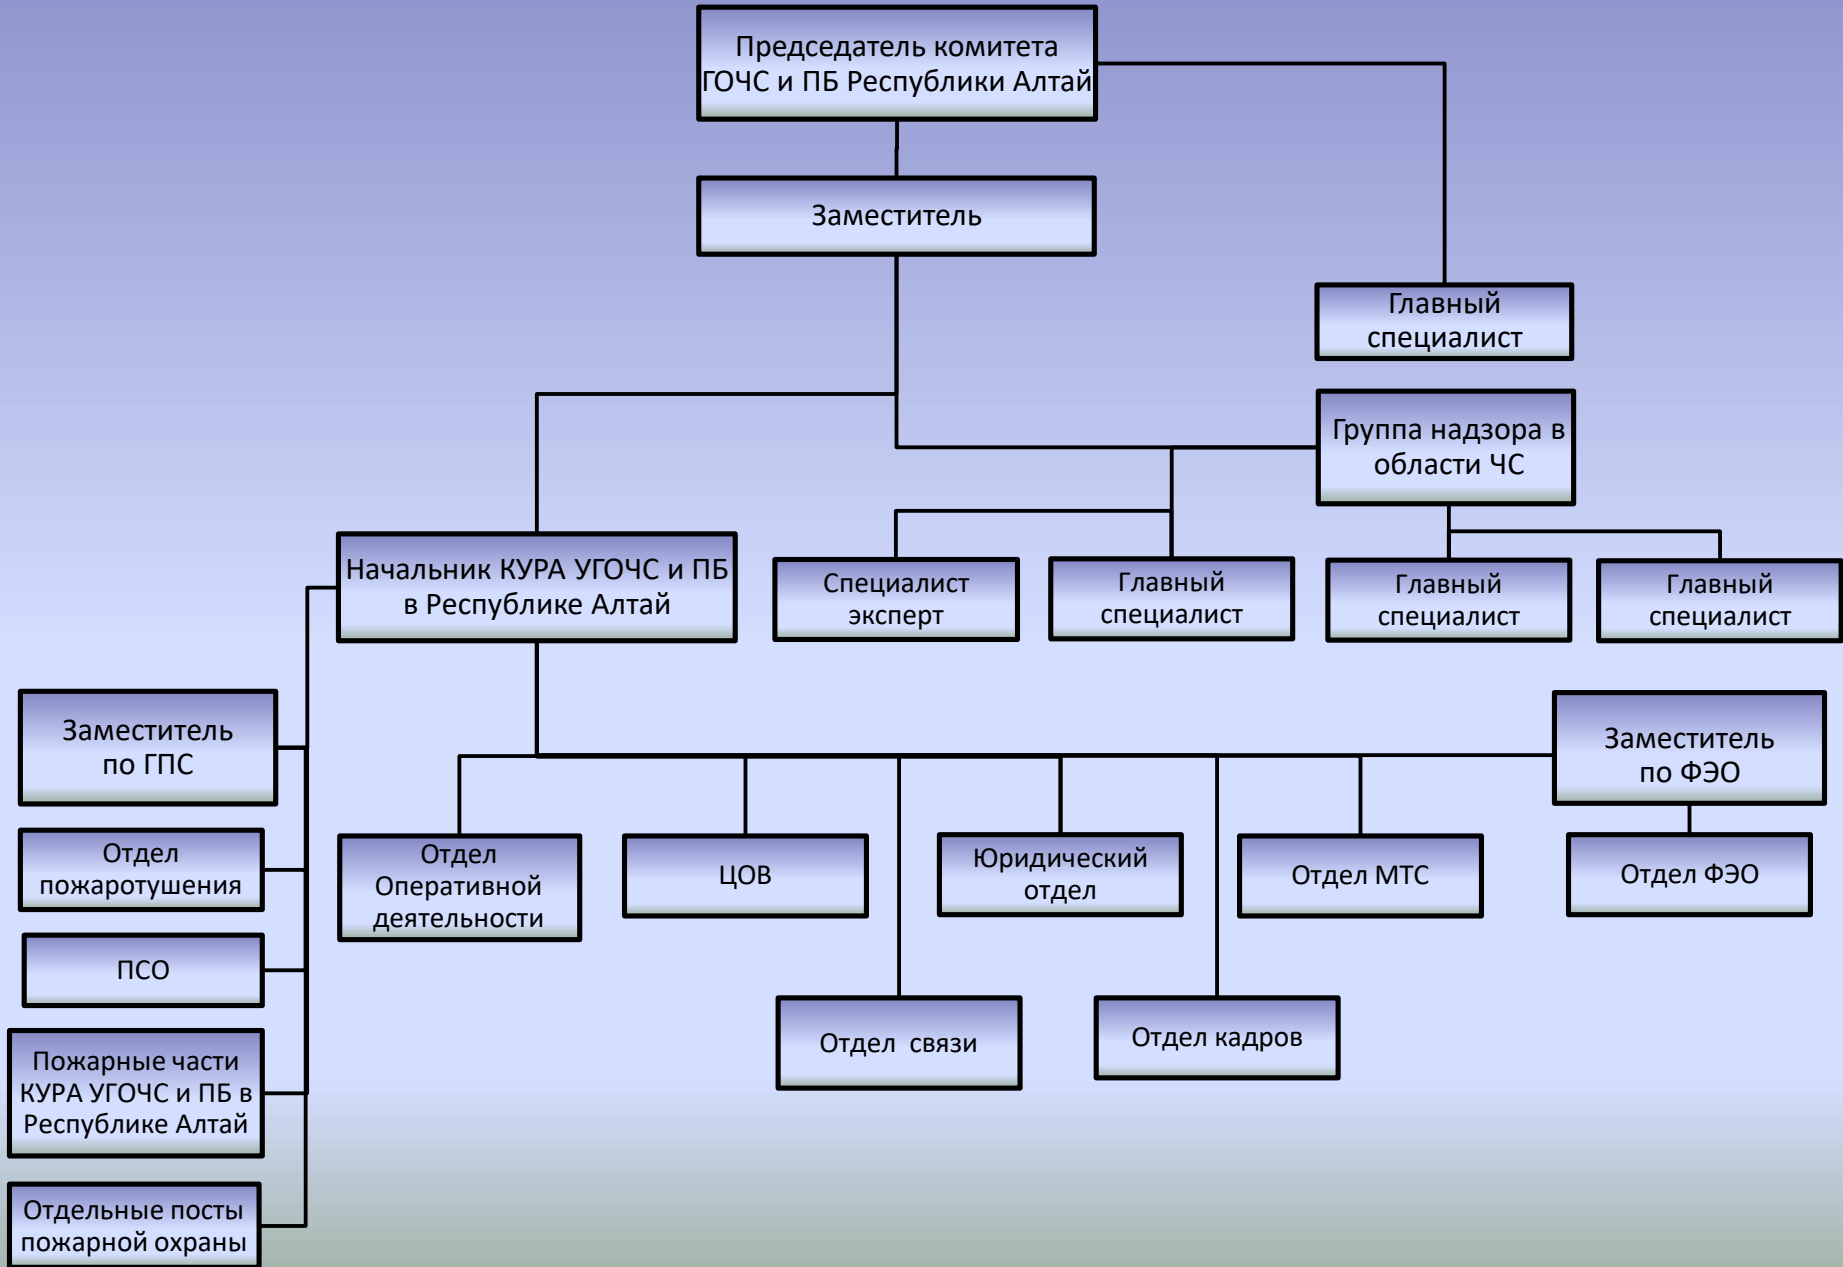 Председатель комитета
ГОЧС и ПБ Республики Алтай
Заместитель
Главный
специалист
Группа надзора в
области ЧС
Начальник КУРА УГОЧС и ПБ
в Республике Алтай
Специалист
эксперт
Главный
специалист
Главный
специалист
Главный
специалист
Заместитель
по ГПС
Заместитель
по ФЭО
Отдел
пожаротушения
Отдел
Оперативной
деятельности
ЦОВ
Юридический
отдел
Отдел МТС
Отдел ФЭО
ПСО
Отдел связи
Отдел кадров
Пожарные части
КУРА УГОЧС и ПБ в
Республике Алтай
Отдельные посты
пожарной охраны